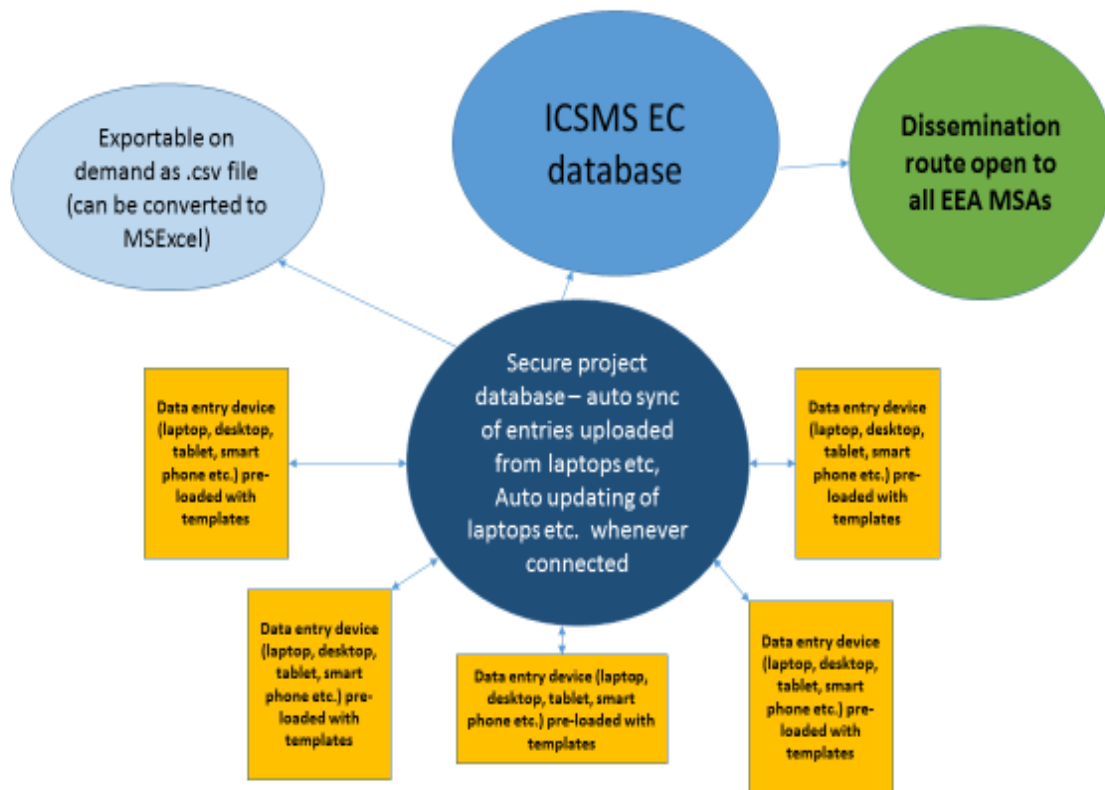 Exportable on
demand as .csv file
(can be converted to
MSExcel)
ICSMS EC
database
Dissemination
route open to
all EEA MSAs
Secure project
database – auto sync
of entries uploaded
from laptops etc,
Auto updating of
laptops etc. whenever
connected
Data entry device
(laptop, desktop,
tablet, smart
phone etc.) pre-
loaded with
templates
Data entry device
(laptop, desktop,
tablet, smart
phone etc.) pre-
loaded with
templates
Data entry device
(laptop, desktop,
tablet, smart
phone etc.) pre-
loaded with
templates
Data entry device (laptop,
desktop, tablet, smart
phone etc.) pre-loaded with
templates
Data entry device
(laptop, desktop,
tablet, smart
phone etc.) pre-
loaded with
templates